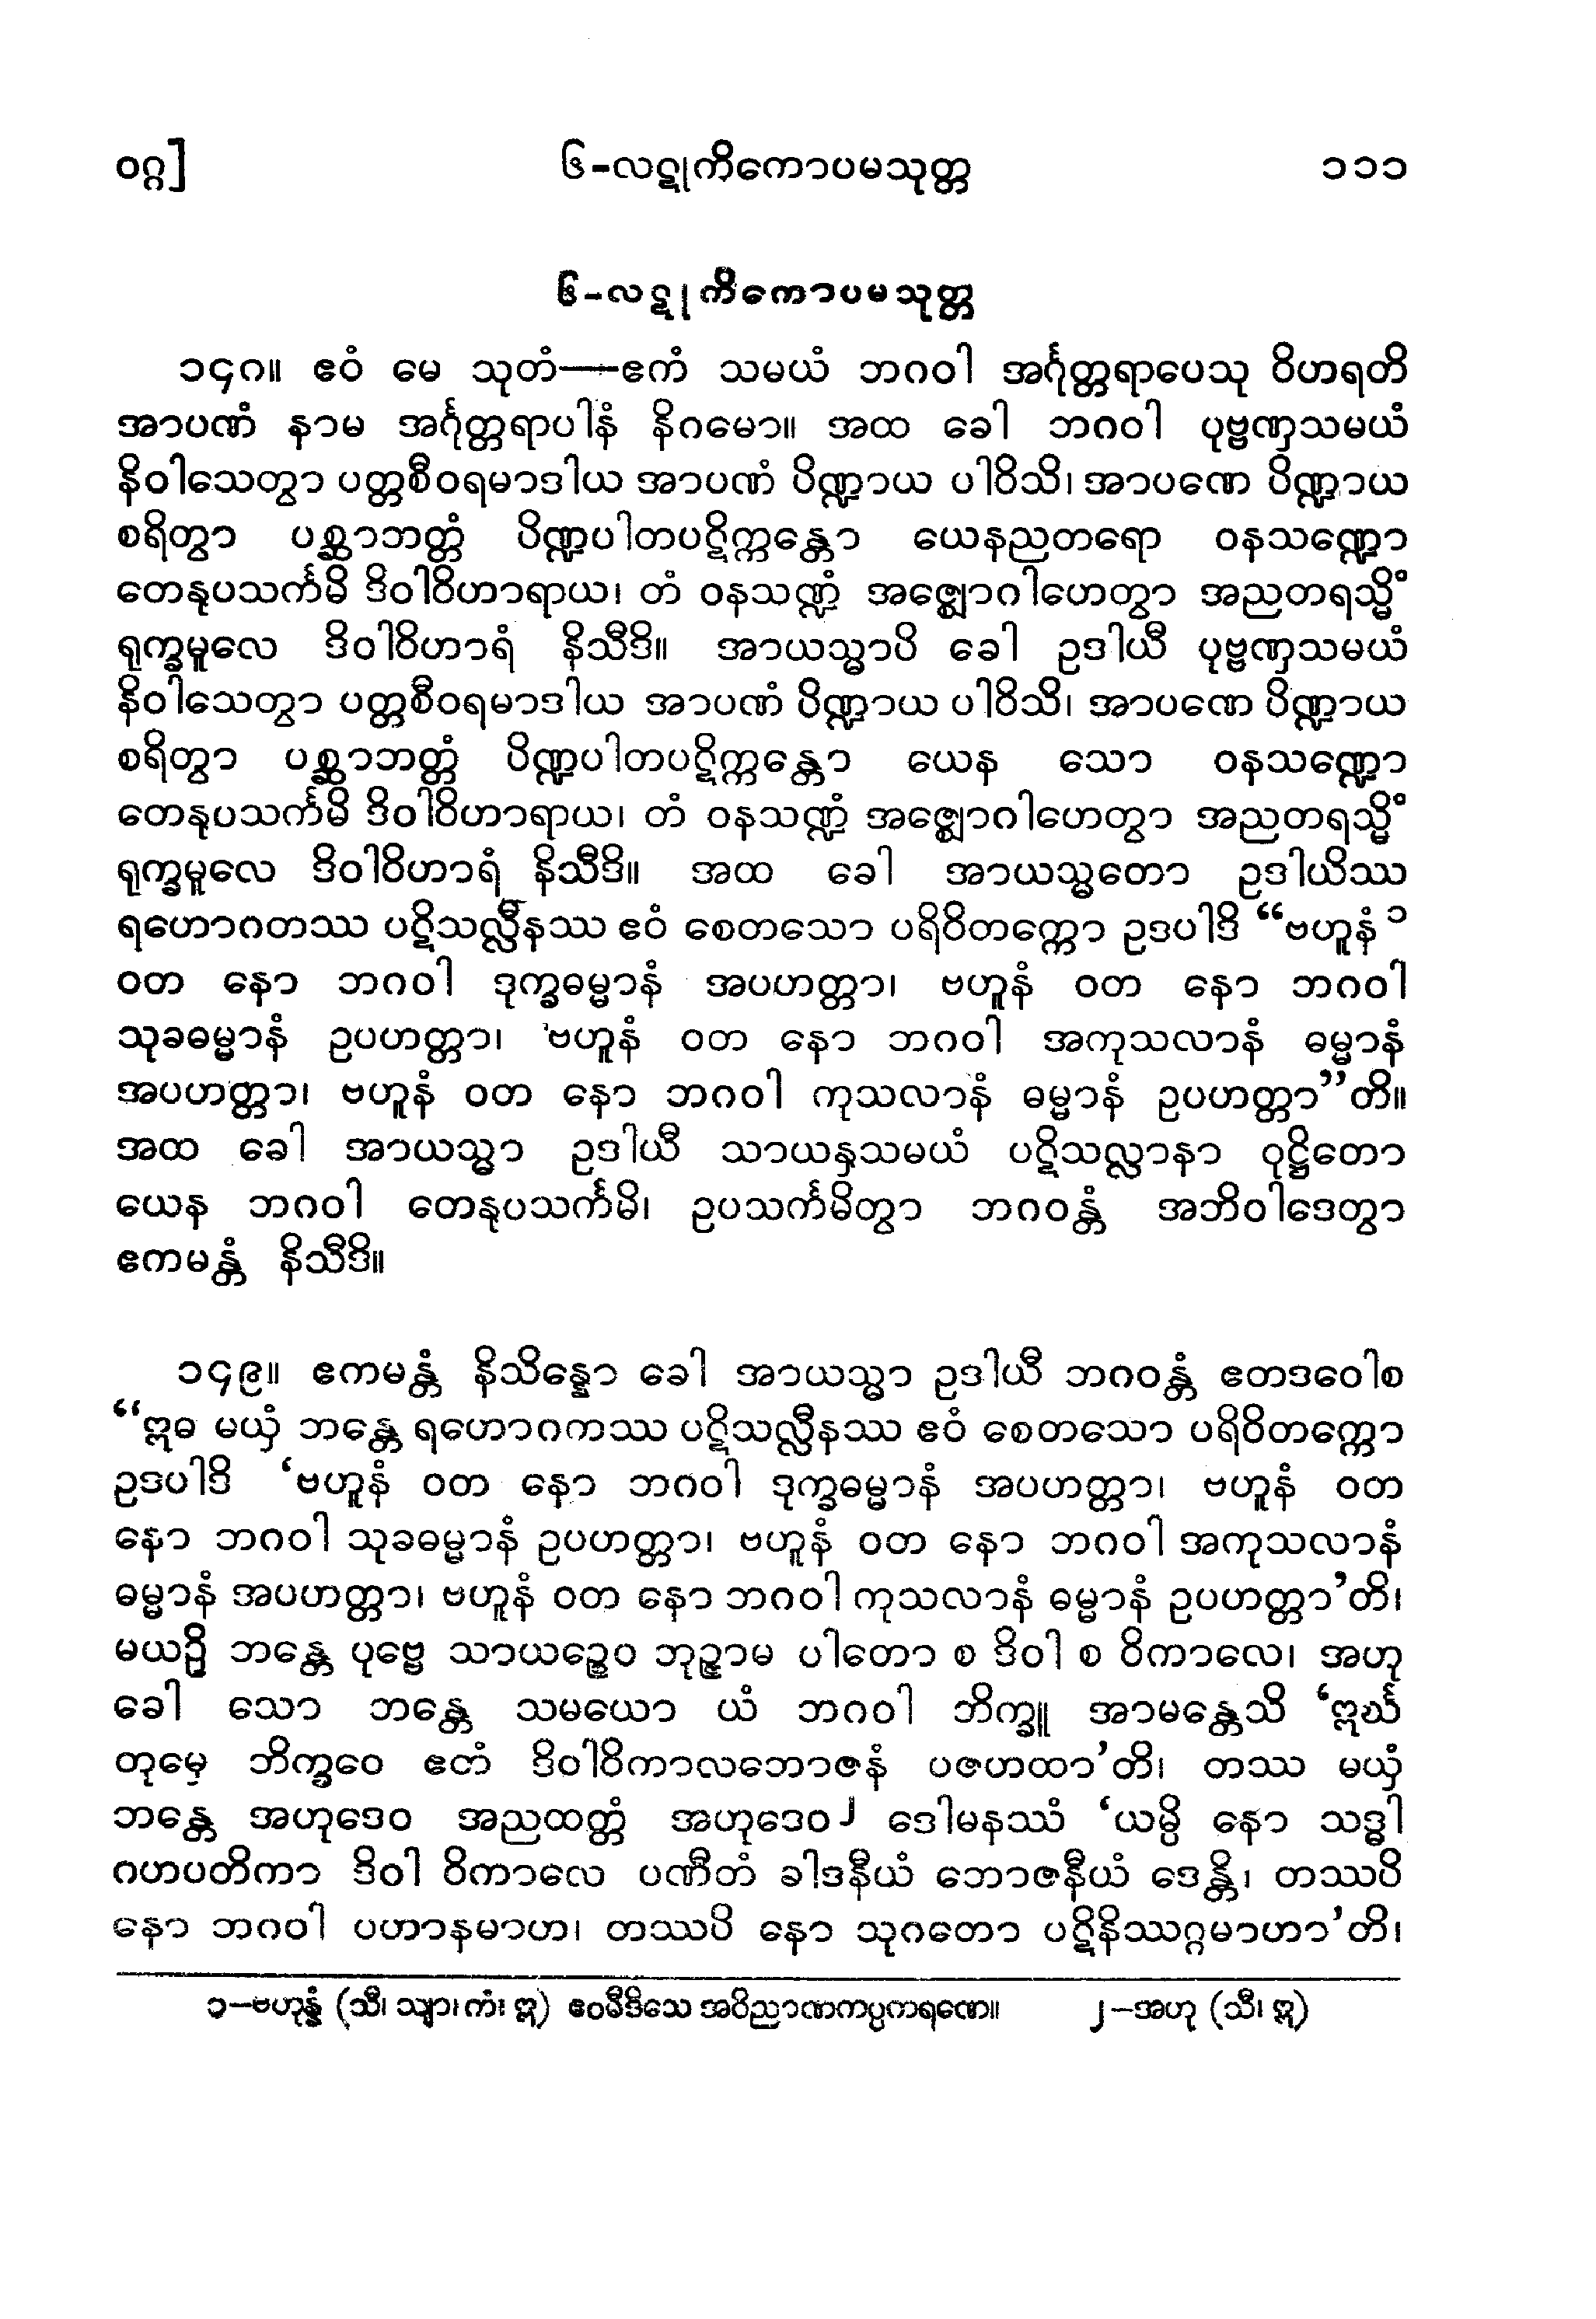 ဝဂ္ဂ]
၆-လဋုကိကောပမသုတ္တ
၁၁၁
၆-လဋုကိကောပမသုတ္တ
၁၄၈။ ဧဝံ မေ သုတံ—ဧကံ သမယံ ဘဂဝါ အင်္ဂုတ္တရာပေသု ဝိဟရတိ
အာပဏံ နာမ အင်္ဂုတ္တရာပါနံ နိဂမော။ အထ ခေါ ဘဂဝါ ပုဗ္ဗဏှသမယံ
နိဝါသေတွာ ပတ္တစီဝရမာဒါယ အာပဏံ ပိဏ္ဍာယ ပါဝိသိ၊ အာပဏေ ပိဏ္ဍာယ
စရိတွာ ပစ္ဆာဘတ္တံ ပိဏ္ဍပါတပဋိက္ကန္တော ယေနညတရော ဝနသဏ္ဍော
တေနုပသင်္ကမိ ဒိဝါဝိဟာရာယ၊ တံ ဝနသဏ္ဍံ အဇ္ဈောဂါဟေတွာ အညတရသ္မိံ
ရုက္ခမူလေ ဒိဝါဝိဟာရံ နိသီဒိ။ အာယသ္မာပိ ခေါ ဥဒါယီ ပုဗ္ဗဏှသမယံ
နိဝါသေတွာ ပတ္တစီဝရမာဒါယ အာပဏံ ပိဏ္ဍာယ ပါဝိသိ၊ အာပဏေ ပိဏ္ဍာယ
စရိတွာ ပစ္ဆာဘတ္တံ ပိဏ္ဍပါတပဋိက္ကန္တော ယေန သော ဝနသဏ္ဍော
တေနုပသင်္ကမိ ဒိဝါဝိဟာရာယ၊ တံ ဝနသဏ္ဍံ အဇ္ဈောဂါဟေတွာ အညတရသ္မိံ
ရုက္ခမူလေ ဒိဝါဝိဟာရံ နိသီဒိ။ အထ ခေါ အာယသ္မတော ဥဒါယိဿ
ရဟောဂတဿ ပဋိသလ္လီနဿ ဧဝံ စေတသော ပရိဝိတက္ကော ဥဒပါဒိ “ဗဟူနံ ၁
ဝတ နော ဘဂဝါ ဒုက္ခဓမ္မာနံ အပဟတ္တာ၊ ဗဟူနံ ဝတ နော ဘဂဝါ
သုခဓမ္မာနံ ဥပဟတ္တာ၊ ဗဟူနံ ဝတ နော ဘဂဝါ အကုသလာနံ ဓမ္မာနံ
အပဟတ္တာ၊ ဗဟူနံ ဝတ နော ဘဂဝါ ကုသလာနံ ဓမ္မာနံ ဥပဟတ္တာ”တိ။
အထ ခေါ အာယသ္မာ ဥဒါယီ သာယနှသမယံ ပဋိသလ္လာနာ ဝုဋ္ဌိတော
ယေန ဘဂဝါ တေနုပသင်္ကမိ၊ ဥပသင်္ကမိတွာ ဘဂဝန္တံ အဘိဝါဒေတွာ
ဧကမန္တံ နိသီဒိ။
၁၄၉။ ဧကမန္တံ နိသိန္နော ခေါ အာယသ္မာ ဥဒါယီ ဘဂဝန္တံ ဧတဒဝေါစ
“ဣဓ မယှံ ဘန္တေ ရဟောဂကဿ ပဋိသလ္လီနဿ ဧဝံ စေတသော ပရိဝိတက္ကော
ဥဒပါဒိ ‘ဗဟူနံ ဝတ နော ဘဂဝါ ဒုက္ခဓမ္မာနံ အပဟတ္တာ၊ ဗဟူနံ ဝတ
နော ဘဂဝါ သုခဓမ္မာနံ ဥပဟတ္တာ၊ ဗဟူနံ ဝတ နော ဘဂဝါ အကုသလာနံ
ဓမ္မာနံ အပဟတ္တာ၊ ဗဟူနံ ဝတ နော ဘဂဝါ ကုသလာနံ ဓမ္မာနံ ဥပဟတ္တာ’တိ၊
မယဉှိ ဘန္တေ ပုဗ္ဗေ သာယဉ္စေဝ ဘုဉ္ဇာမ ပါတော စ ဒိဝါ စ ဝိကာလေ၊ အဟု
ခေါ သော ဘန္တေ သမယော ယံ ဘဂဝါ ဘိက္ခူ အာမန္တေသိ ‘ဣင်္ဃ
တုမှေ ဘိက္ခဝေ ဧတံ ဒိဝါဝိကာလဘောဇနံ ပဇဟထာ’တိ၊ တဿ မယှံ
ဘန္တေ အဟုဒေဝ အညထတ္တံ အဟုဒေဝ၂ ဒေါမနဿံ ‘ယမ္ပိ နော သဒ္ဓါ
ဂဟပတိကာ ဒိဝါ ဝိကာလေ ပဏီတံ ခါဒနီယံ ဘောဇနီယံ ဒေန္တိ၊ တဿပိ
နော ဘဂဝါ ပဟာနမာဟ၊ တဿပိ နော သုဂတော ပဋိနိဿဂ္ဂမာဟာ’တိ၊
၁–ဗဟုန္နံ (သီ၊ သျာ၊ ကံ၊ ဣ) ဧဝမီဒိသေ အဝိညာဏကပ္ပကရဏေ။ ၂–အဟု (သီ၊ ဣ)